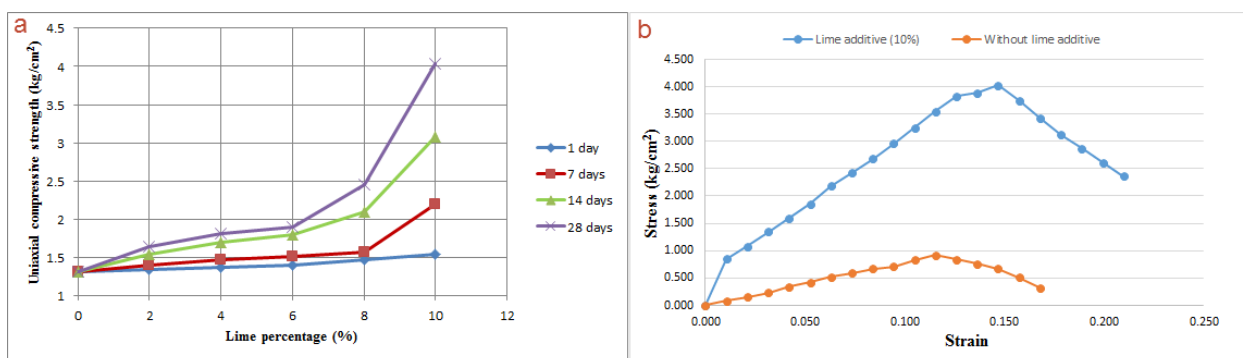 a
4.5
4
3.5
3
2.5
2
1.5
1
0 2 4 6 8 10 12
Uniaxial compressive strength (kg/cm2)
Lime percentage (%)
1 day
7 days
14 days
28 days
b
Lime additive (10%) Without lime additive
4.500
4.000
3.500
3.000
2.500
2.000
1.500
1.000
0.500
0.000
0.000 0.050 0.100 0.150 0.200 0.250
Stress (kg/cm2)
Strain